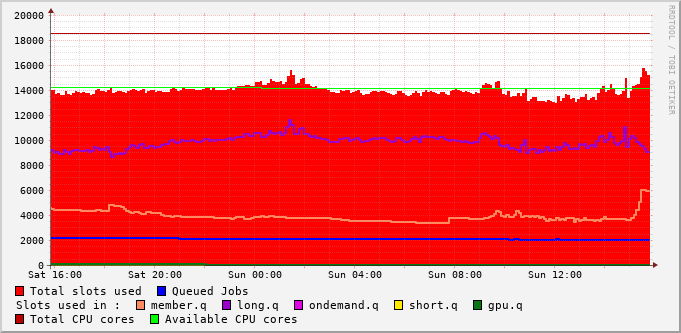 20000
18000
16000
14000
12000
10000
8000
6000
4000
2000
0
Sat 16:00 Sat 20:00 Sun 00:00 Sun 04:00 Sun 08:00 Sun 12:00
Total slots used Queued Jobs
Slots used in : member.q long.q ondemand.q short.q gpu.q
Total CPU cores Available CPU cores
RRDTOOL / TOBI OETIKER